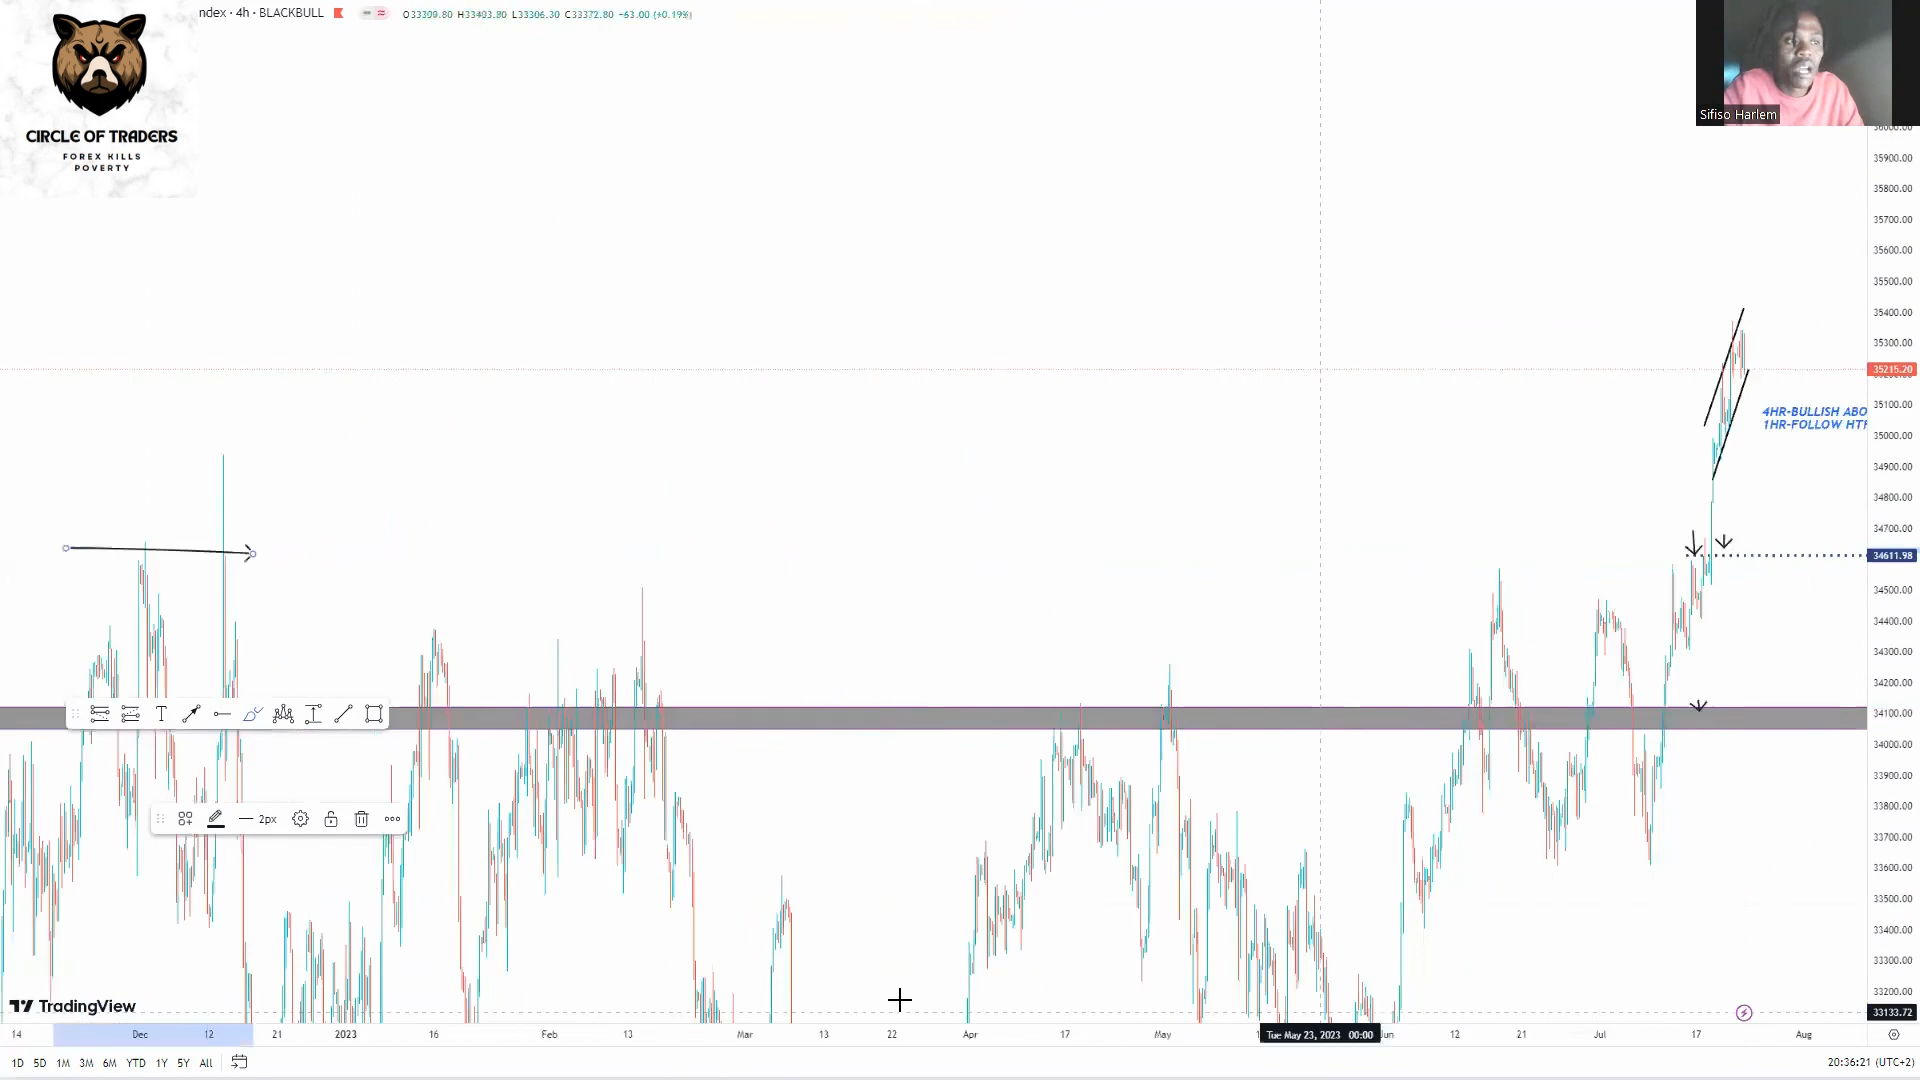 ndex · 4h · BLACKBULL
O33309.80 H33403.80 L33306.30 C33372.80 −63.00 (+0.19%)
CIRCLE OF TRADERS
FOREX KILLS
POVERTY
Sifiso Harlem
36000.00
35900.00
35800.00
35700.00
35600.00
35500.00
35400.00
35300.00
35215.20
35100.00
35000.00
34900.00
34800.00
34700.00
34611.98
34500.00
34400.00
34300.00
34200.00
34100.00
34000.00
33900.00
33800.00
33700.00
33600.00
33500.00
33400.00
33300.00
33200.00
33133.72
4HR-BULLISH ABO
1HR-FOLLOW HTF
T
2px
TradingView
14 Dec 12 21 2023 16 Feb 13 Mar 13 22 Apr 17 May Tue May 23, 2023 00:00 Jun 12 21 Jul 17 Aug
1D 5D 1M 3M 6M YTD 1Y 5Y All
20:36:21 (UTC+2)